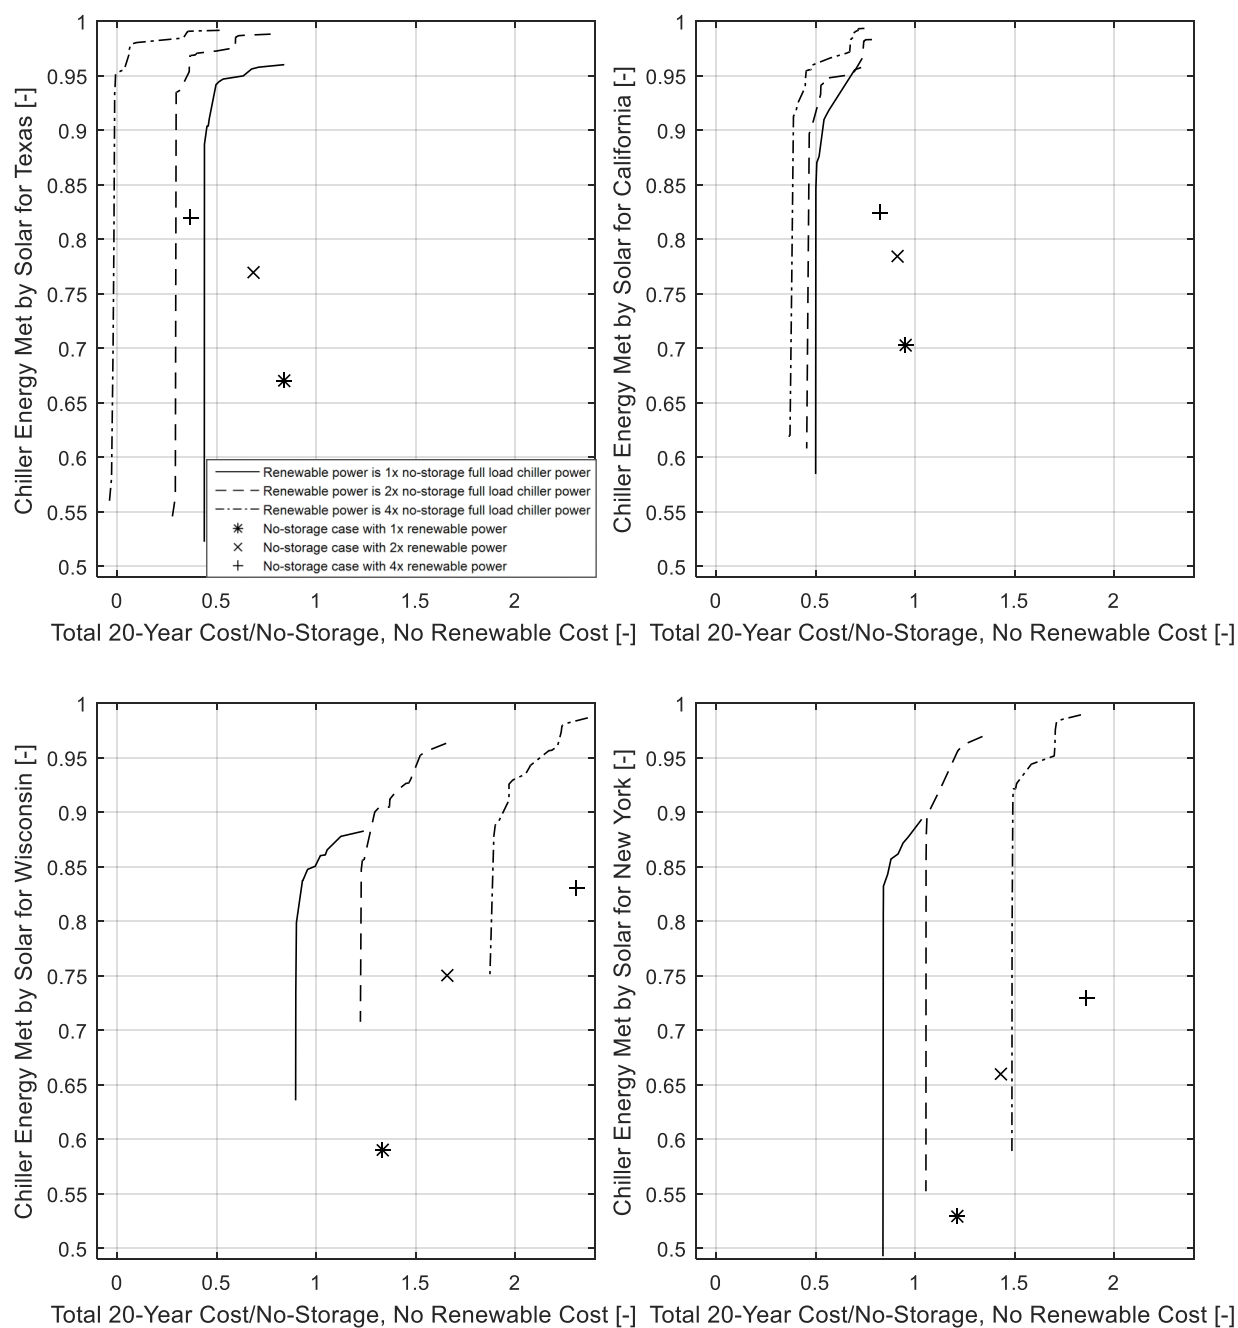 Chiller Energy Met by Solar for Texas [-]
1
0.95
0.9
0.85
0.8
0.75
0.7
0.65
0.6
0.55
0.5
Renewable power is 1x no-storage full load chiller power
Renewable power is 2x no-storage full load chiller power
Renewable power is 4x no-storage full load chiller power
No-storage case with 1x renewable power
No-storage case with 2x renewable power
No-storage case with 4x renewable power
0 0.5 1 1.5 2
Total 20-Year Cost/No-Storage, No Renewable Cost [-]
Chiller Energy Met by Solar for California [-]
1
0.95
0.9
0.85
0.8
0.75
0.7
0.65
0.6
0.55
0.5
0 0.5 1 1.5 2
Total 20-Year Cost/No-Storage, No Renewable Cost [-]
Chiller Energy Met by Solar for Wisconsin [-]
1
0.95
0.9
0.85
0.8
0.75
0.7
0.65
0.6
0.55
0.5
0 0.5 1 1.5 2
Total 20-Year Cost/No-Storage, No Renewable Cost [-]
Chiller Energy Met by Solar for New York [-]
1
0.95
0.9
0.85
0.8
0.75
0.7
0.65
0.6
0.55
0.5
0 0.5 1 1.5 2
Total 20-Year Cost/No-Storage, No Renewable Cost [-]